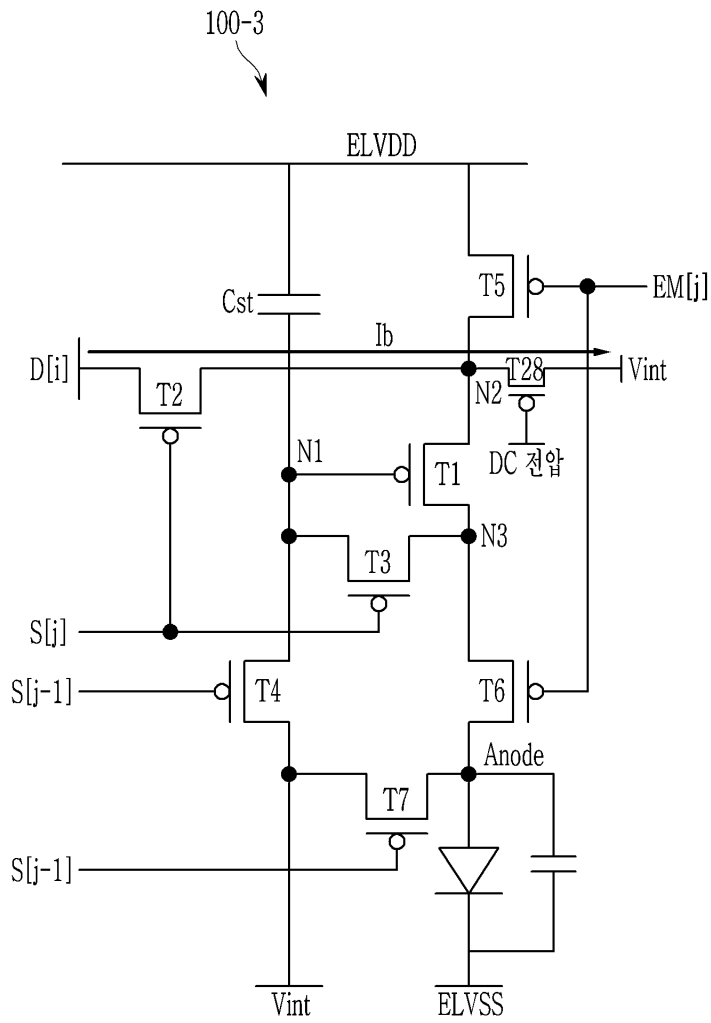 100-3
ELVDD
T5
EM[j]
Cst
Ib
D[i]
T2
T28
Vint
N2
N1
T1
DC 전압
T3
N3
S[j]
S[j-1]
T4
T6
Anode
T7
S[j-1]
Vint
ELVSS